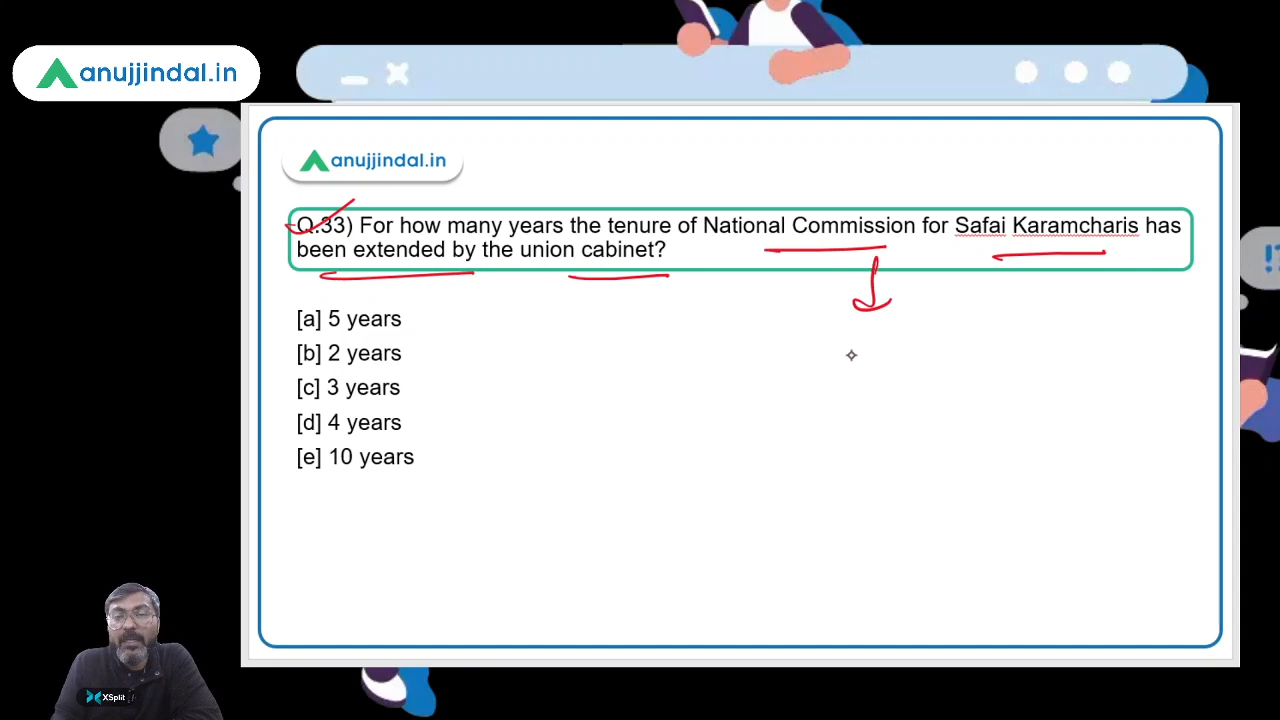 anujjindal.in
anujjindal.in
Q.33) For how many years the tenure of National Commission for Safai Karamcharis has
been extended by the union cabinet?
[a] 5 years
[b] 2 years
[c] 3 years
[d] 4 years
[e] 10 years
XSplit